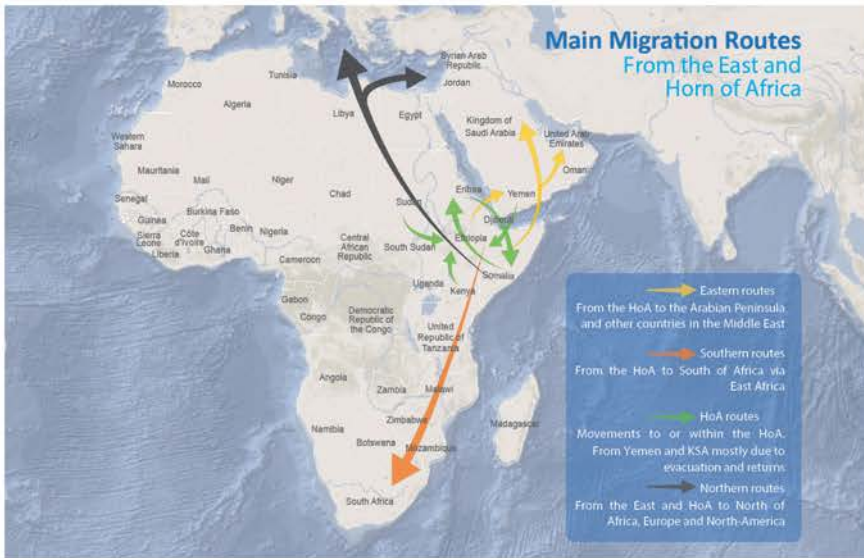 Main Migration Routes
From the East and
Horn of Africa
Syrian Arab
Republic
Jordan
Tunisia
Morocco
Algeria
Libya
Egypt
Kingdom of
Saudi Arabia
United Arab
Emirates
Oman
Western
Sahara
Mauritania
Mali
Niger
Chad
Sudan
Eritrea
Yemen
Djibouti
Senegal
Guinea
Sierra
Leone
Liberia
Burkina Faso
Côte
d'Ivoire
Ghana
Benin
Nigeria
Cameroon
Central
African
Republic
South Sudan
Ethiopia
Somalia
Uganda
Kenya
Gabon
Congo
Democratic
Republic of
the Congo
United
Republic of
Tanzania
Angola
Zambia
Malawi
Zimbabwe
Mozambique
Namibia
Botswana
Madagascar
South Africa
Eastern routes
From the HoA to the Arabian Peninsula
and other countries in the Middle East
Southern routes
From the HoA to South of Africa via
East Africa
HoA routes
Movements to or within the HoA.
From Yemen and KSA mostly due to
evacuation and returns
Northern routes
From the East and HoA to North of
Africa, Europe and North-America